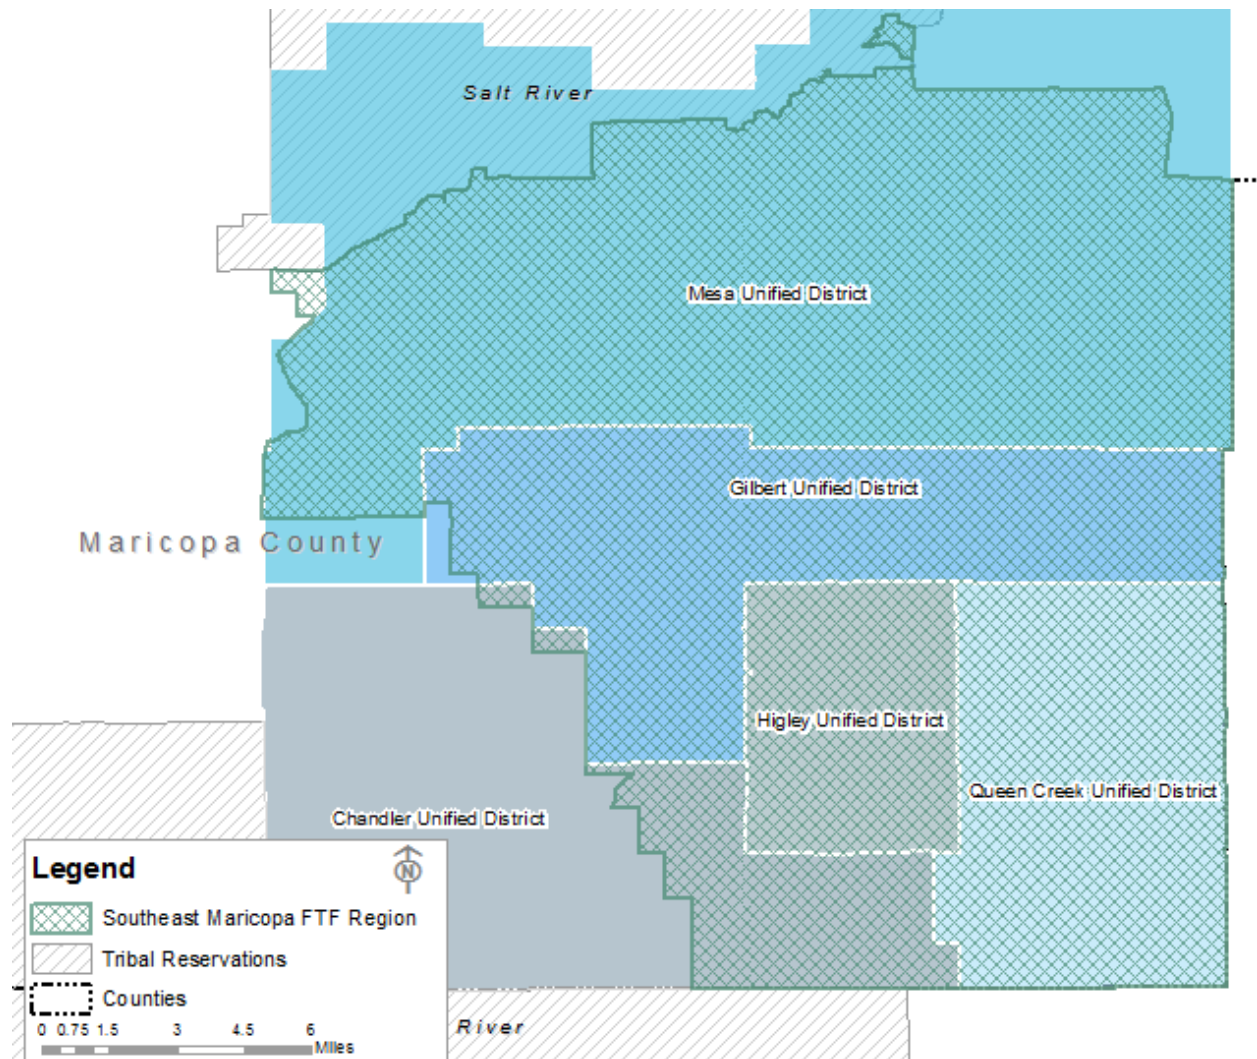 Salt River
Mesa Unified District
Gilbert Unified District
Maricopa County
Higley Unified District
Queen Creek Unified District
Chandler Unified District
Legend
N
Southeast Maricopa FTF Region
Tribal Reservations
Counties
0 0.75 1.5 3 4.5 6
Miles
River